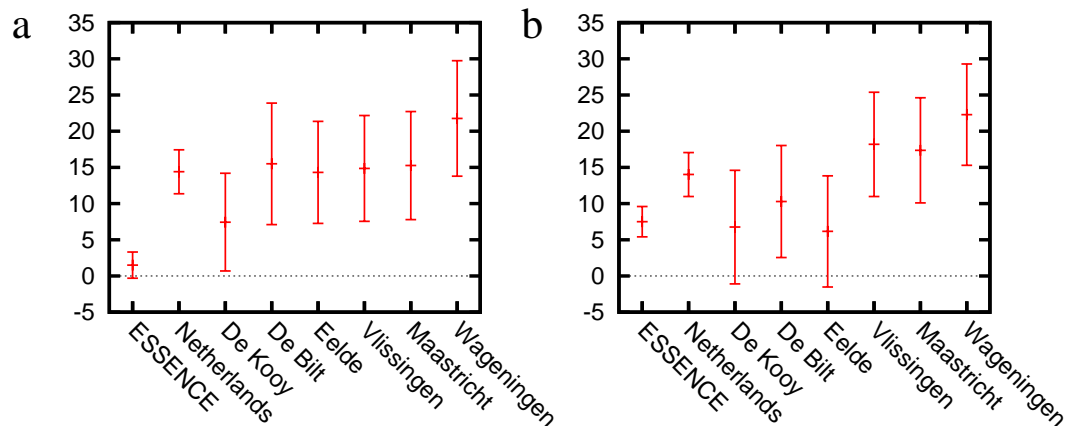 a
35
30
25
20
15
10
5
0
-5
ESSENCE
Netherlands
De Kooy
De Bilt
Eelde
Vlissingen
Maastricht
Wageningen
b
35
30
25
20
15
10
5
0
-5
ESSENCE
Netherlands
De Kooy
De Bilt
Eelde
Vlissingen
Maastricht
Wageningen